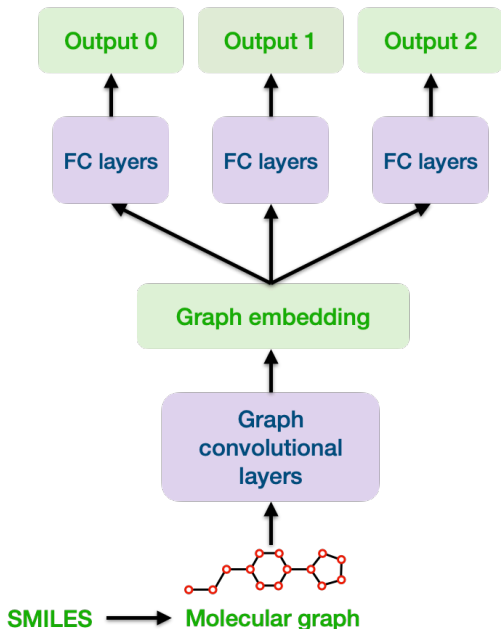 Output 0
Output 1
Output 2
FC layers
FC layers
FC layers
Graph embedding
Graph
convolutional
layers
SMILES
Molecular graph